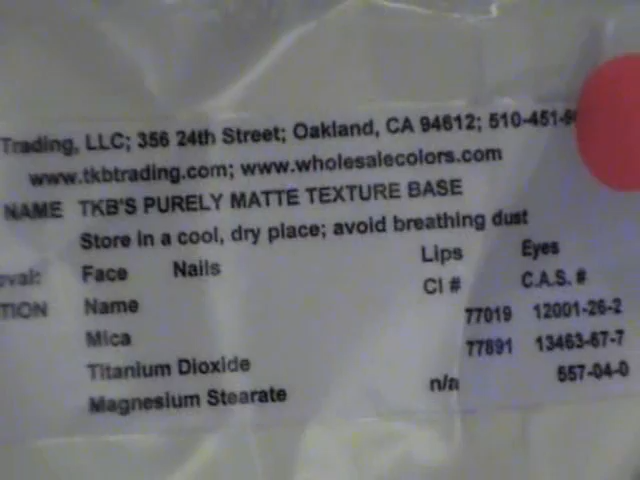 Trading, LLC; 356 24th Street; Oakland, CA 94612; 510-451-
www.tkbtrading.com; www.wholesalecolors.com
NAME TKB'S PURELY MATTE TEXTURE BASE
Store in a cool, dry place; avoid breathing dust
oval: Face Nails Lips Eyes
TION Name CI # C.A.S. #
Mica 77019 12001-26-2
Titanium Dioxide 77891 13463-67-7
Magnesium Stearate n/a 557-04-0